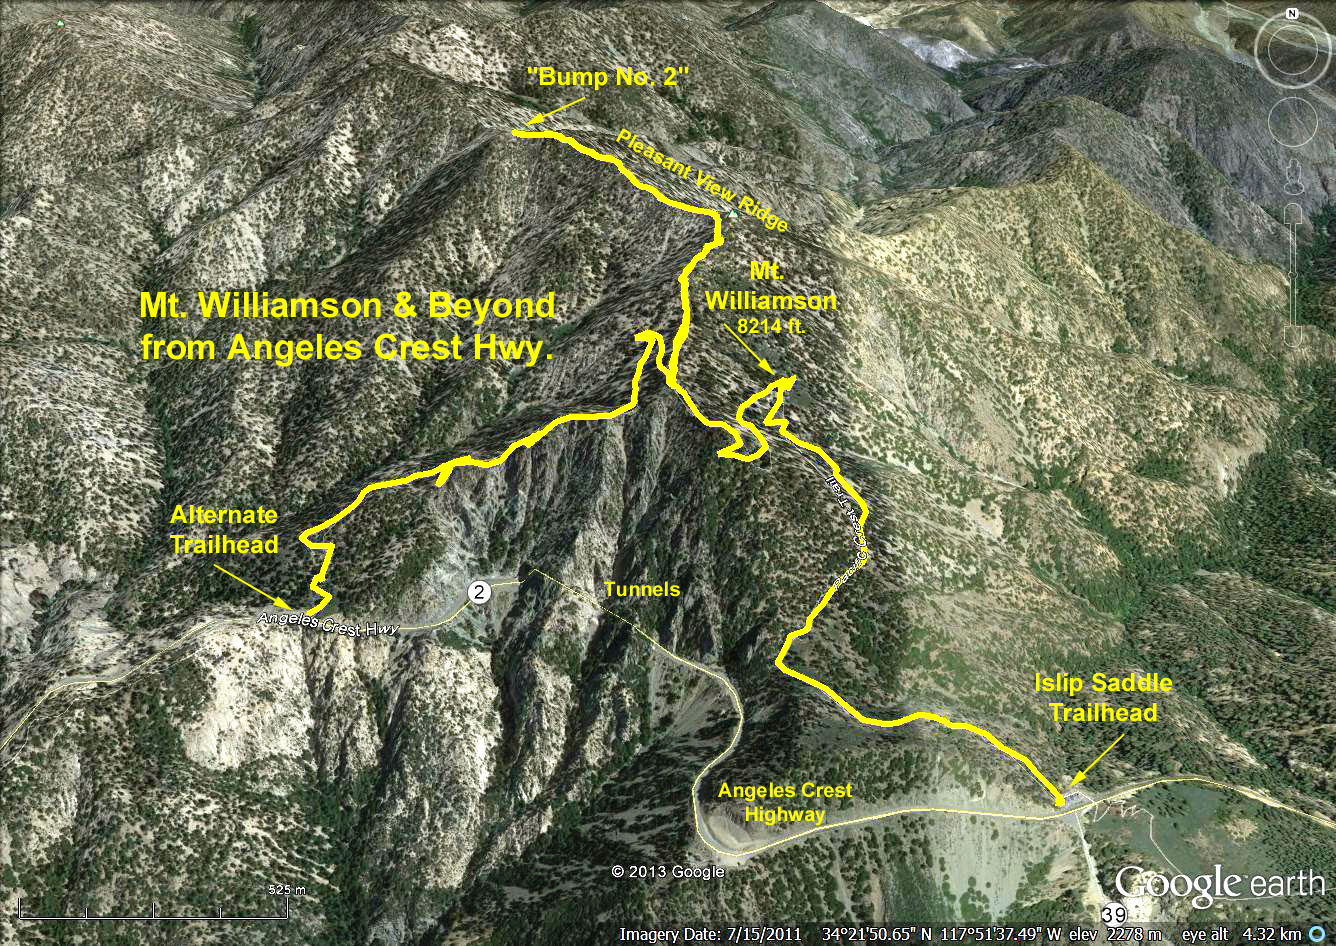 N
"Bump No. 2"
Pleasant View Ridge
Mt.
Williamson
8214 ft.
Mt. Williamson & Beyond
from Angeles Crest Hwy.
Pacific Crest Trail
Alternate
Trailhead
2
Tunnels
Angeles Crest Hwy
Islip Saddle
Trailhead
Angeles Crest
Highway
© 2013 Google
Google earth
525 m
39
Imagery Date: 7/15/2011 34°21'50.65" N 117°51'37.49" W elev 2278 m eye alt 4.32 km